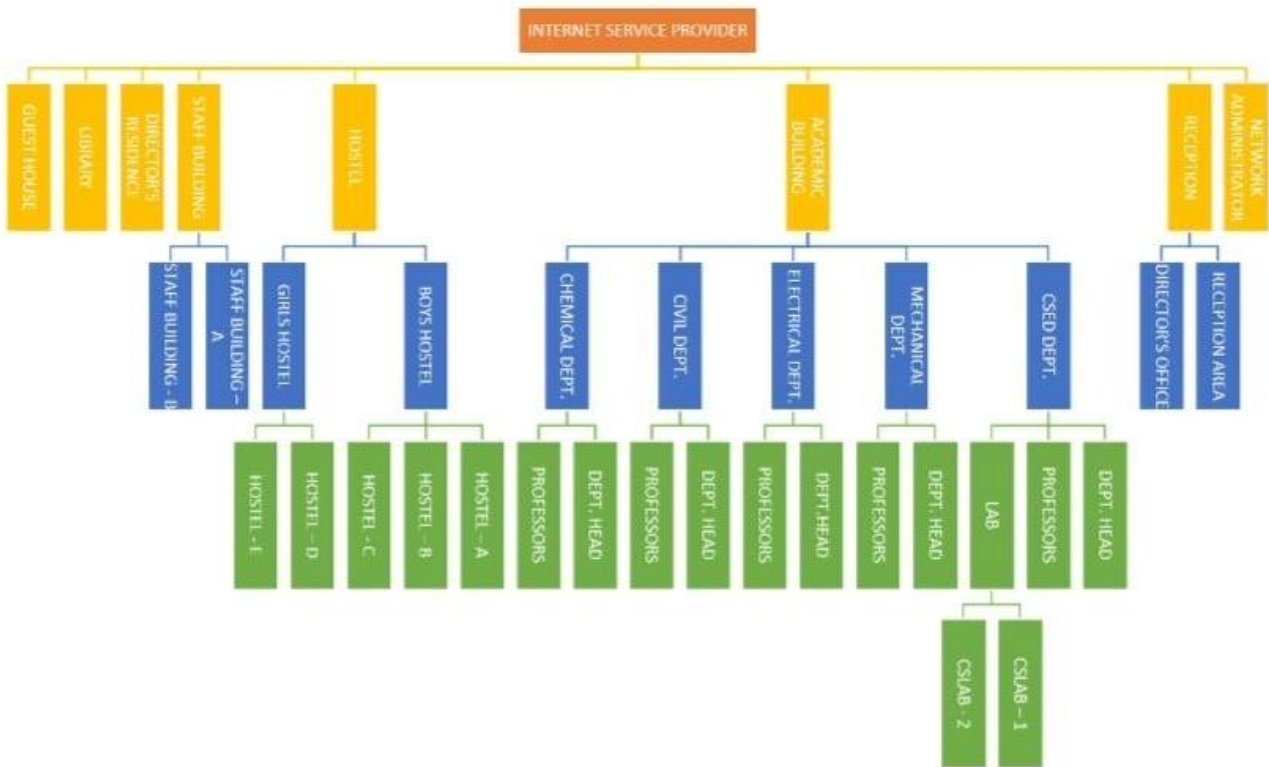 INTERNET SERVICE PROVIDER
GUEST HOUSE
LIBRARY
DIRECTOR'S
RESIDENCE
STAFF BUILDING
HOSTEL
ACADEMIC
BUILDING
RECEPTION
NETWORK
ADMINISTRATOR
STAFF BUILDING - B
STAFF BUILDING –
A
GIRLS HOSTEL
BOYS HOSTEL
CHEMICAL DEPT.
CIVIL DEPT.
ELECTRICAL DEPT.
MECHANICAL
DEPT.
CSED DEPT.
DIRECTOR'S OFFICE
RECEPTION AREA
HOSTEL - E
HOSTEL – D
HOSTEL - C
HOSTEL – B
HOSTEL – A
PROFESSORS
DEPT. HEAD
PROFESSORS
DEPT. HEAD
PROFESSORS
DEPT.HEAD
PROFESSORS
DEPT. HEAD
LAB
PROFESSORS
DEPT. HEAD
CSLAB - 2
CSLAB – 1